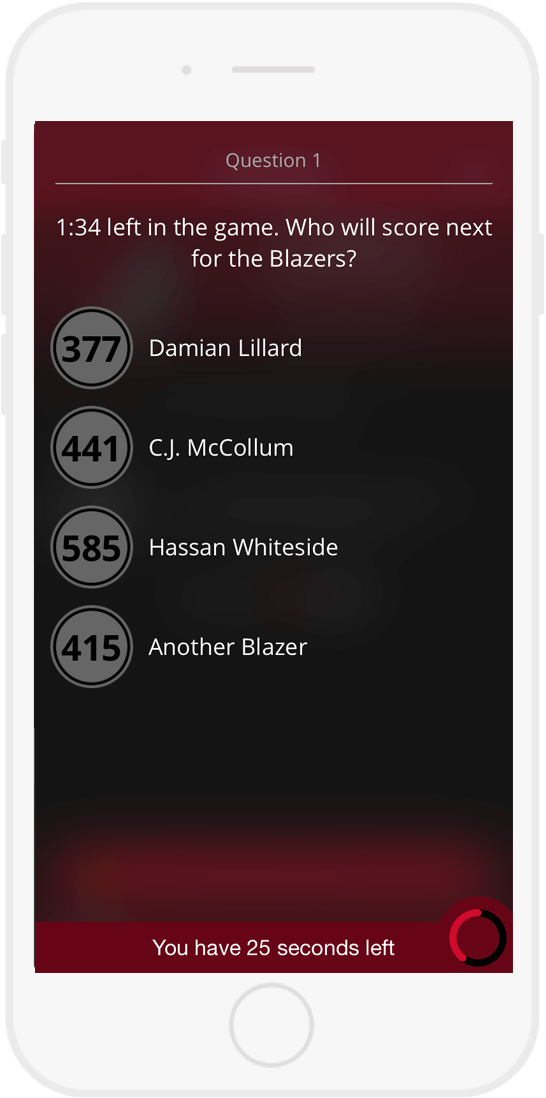 Question 1
1:34 left in the game. Who will score next
for the Blazers?
377 Damian Lillard
441 C.J. McCollum
585 Hassan Whiteside
415 Another Blazer
You have 25 seconds left